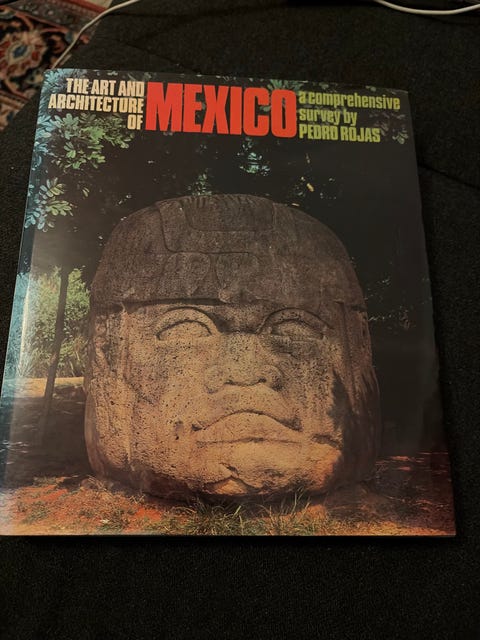 THE ART AND
ARCHITECTURE
OF
MEXICO
a comprehensive
survey by
PEDRO ROJAS